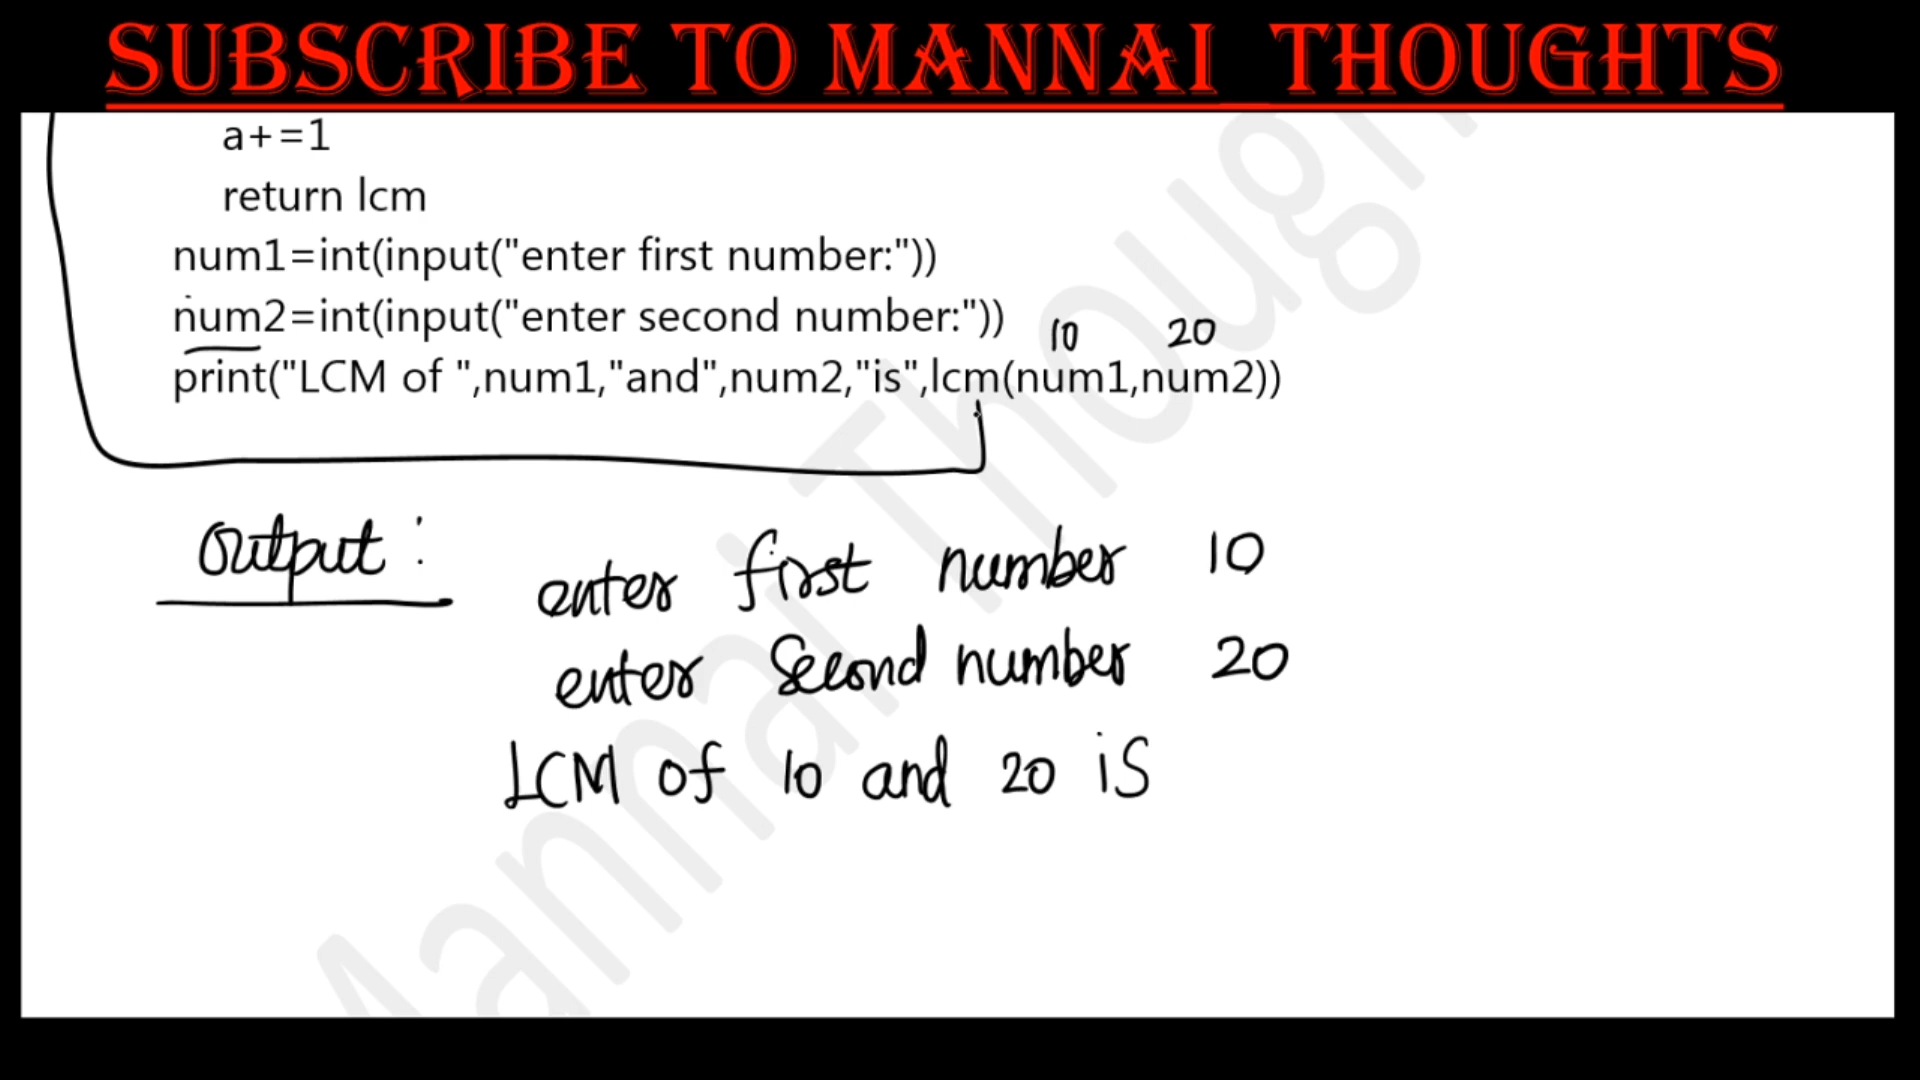 SUBSCRIBE TO MANNAI THOUGHTS
a+=1
return lcm
num1=int(input("enter first number:"))
num2=int(input("enter second number:"))
10 20
print("LCM of ",num1,"and",num2,"is",lcm(num1,num2))
Output :
enter first number 10
enter Second number 20
LCM of 10 and 20 is
Mannai Though